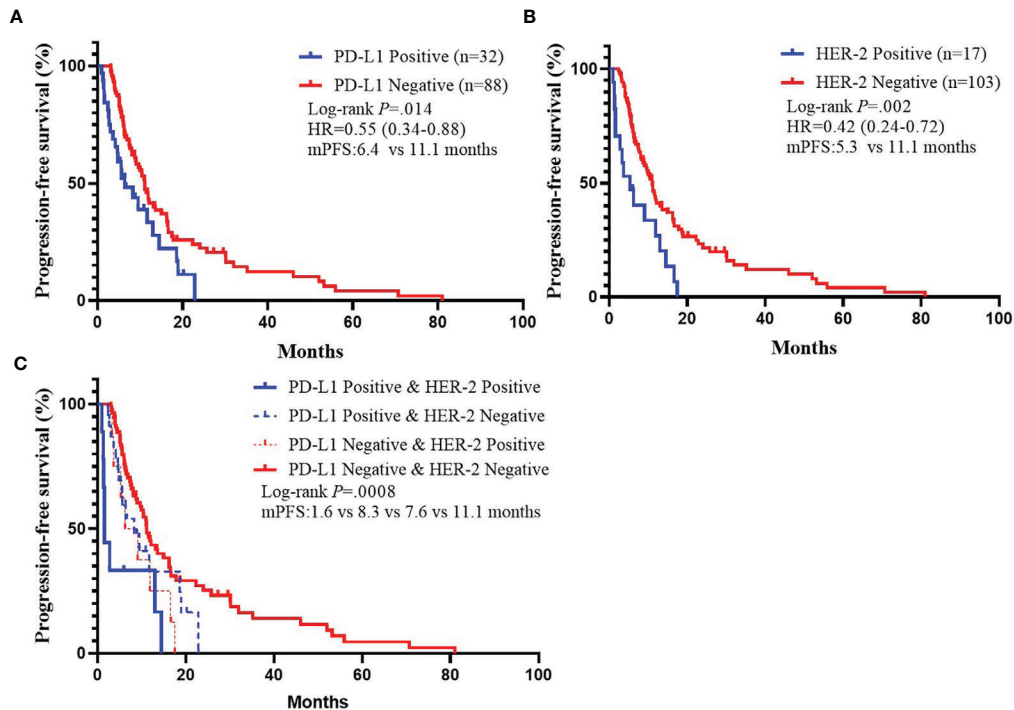 A
Progression-free survival (%)
100
50
0
0 20 40 60 80 100
Months
PD-L1 Positive (n=32)
PD-L1 Negative (n=88)
Log-rank P=.014
HR=0.55 (0.34-0.88)
mPFS:6.4 vs 11.1 months
B
Progression-free survival (%)
100
50
0
0 20 40 60 80 100
Months
HER-2 Positive (n=17)
HER-2 Negative (n=103)
Log-rank P=.002
HR=0.42 (0.24-0.72)
mPFS:5.3 vs 11.1 months
C
Progression-free survival (%)
100
50
0
0 20 40 60 80 100
Months
PD-L1 Positive & HER-2 Positive
PD-L1 Positive & HER-2 Negative
PD-L1 Negative & HER-2 Positive
PD-L1 Negative & HER-2 Negative
Log-rank P=.0008
mPFS:1.6 vs 8.3 vs 7.6 vs 11.1 months